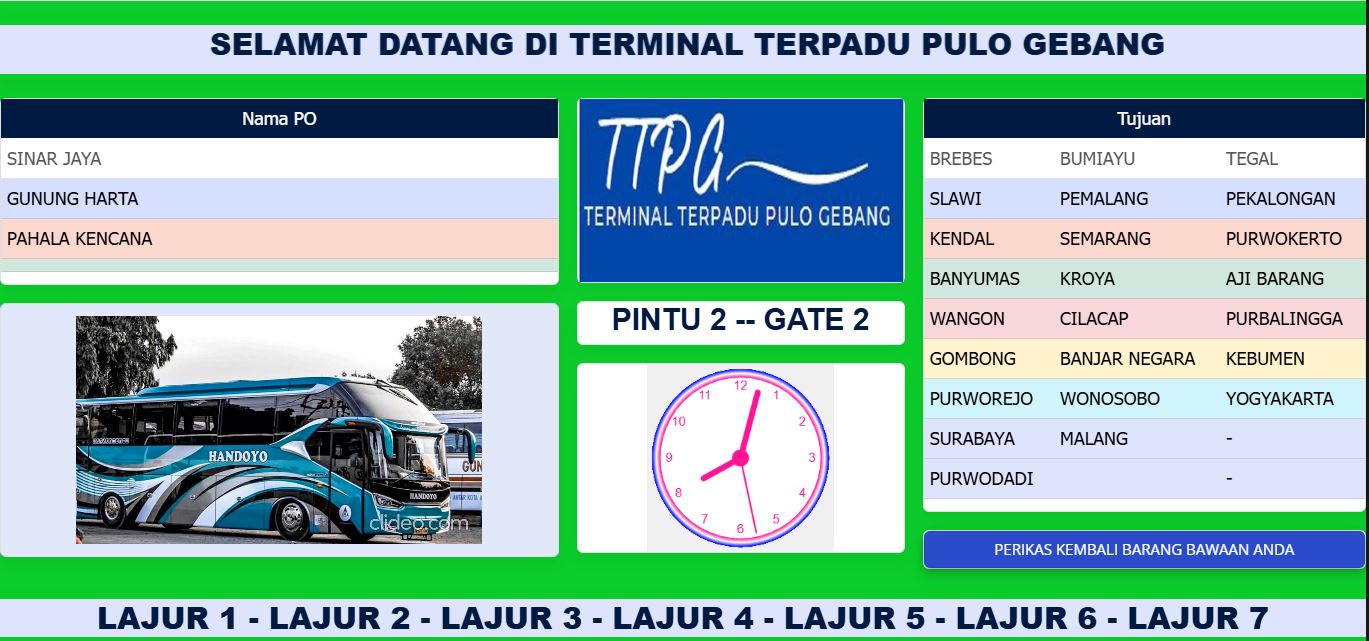 SELAMAT DATANG DI TERMINAL TERPADU PULO GEBANG
Nama PO
SINAR JAYA
GUNUNG HARTA
PAHALA KENCANA
HANDOYO
HANDOYO
GUN
clideo.com
TTPG
TERMINAL TERPADU PULO GEBANG
PINTU 2 -- GATE 2
12
1
2
3
4
5
6
7
8
9
10
11
Tujuan
BREBES BUMIAYU TEGAL
SLAWI PEMALANG PEKALONGAN
KENDAL SEMARANG PURWOKERTO
BANYUMAS KROYA AJI BARANG
WANGON CILACAP PURBALINGGA
GOMBONG BANJAR NEGARA KEBUMEN
PURWOREJO WONOSOBO YOGYAKARTA
SURABAYA MALANG -
PURWODADI -
PERIKAS KEMBALI BARANG BAWAAN ANDA
LAJUR 1 - LAJUR 2 - LAJUR 3 - LAJUR 4 - LAJUR 5 - LAJUR 6 - LAJUR 7